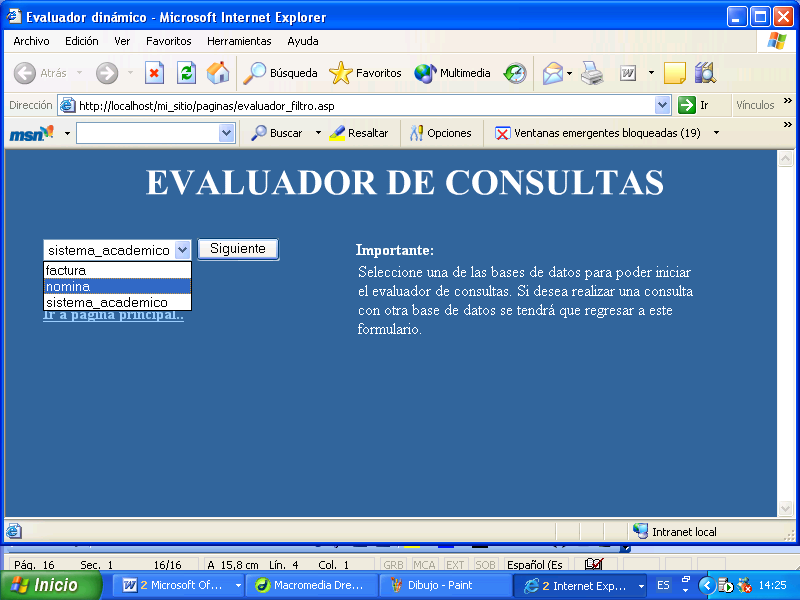 Evaluador dinámico - Microsoft Internet Explorer
Archivo Edición Ver Favoritos Herramientas Ayuda
Atrás Búsqueda Favoritos Multimedia
Dirección http://localhost/mi_sitio/paginas/evaluador_filtro.asp Ir Vínculos »
msn Buscar Resaltar Opciones Ventanas emergentes bloqueadas (19) »
EVALUADOR DE CONSULTAS
sistema_academico Siguiente
factura
nomina
sistema_academico
Ir a pagina principal..
Importante:
Seleccione una de las bases de datos para poder iniciar
el evaluador de consultas. Si desea realizar una consulta
con otra base de datos se tendrá que regresar a este
formulario.
Intranet local
Pág. 16 Sec. 1 16/16 A 15,8 cm Lín. 4 Col. 1 GRB MCA EXT SOB Español (Es
Inicio 2 Microsoft Of... Macromedia Dre... Dibujo - Paint 2 Internet Exp... ES 14:25